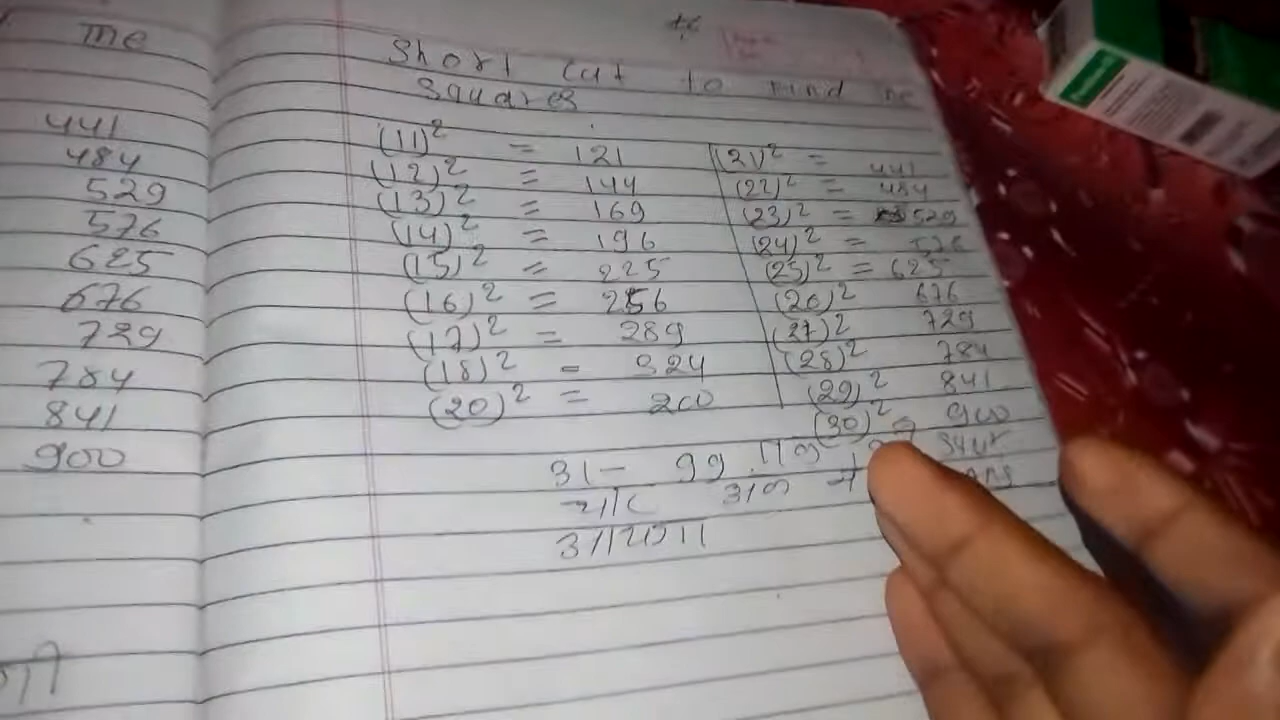 me
441
484
529
576
625
676
729
784
841
900
Short cut to find
Squares
(11)² = 121
(12)² = 144
(13)² = 169
(14)² = 196
(15)² = 225
(16)² = 256
(17)² = 289
(18)² = 324
(20)² = 200
(21)² = 441
(22)² = 484
(23)² = 529
(24)² = 576
(25)² = 625
(26)² 676
(27)² 729
(28)² 784
(29)² 841
(30)² = 900
31 - 99